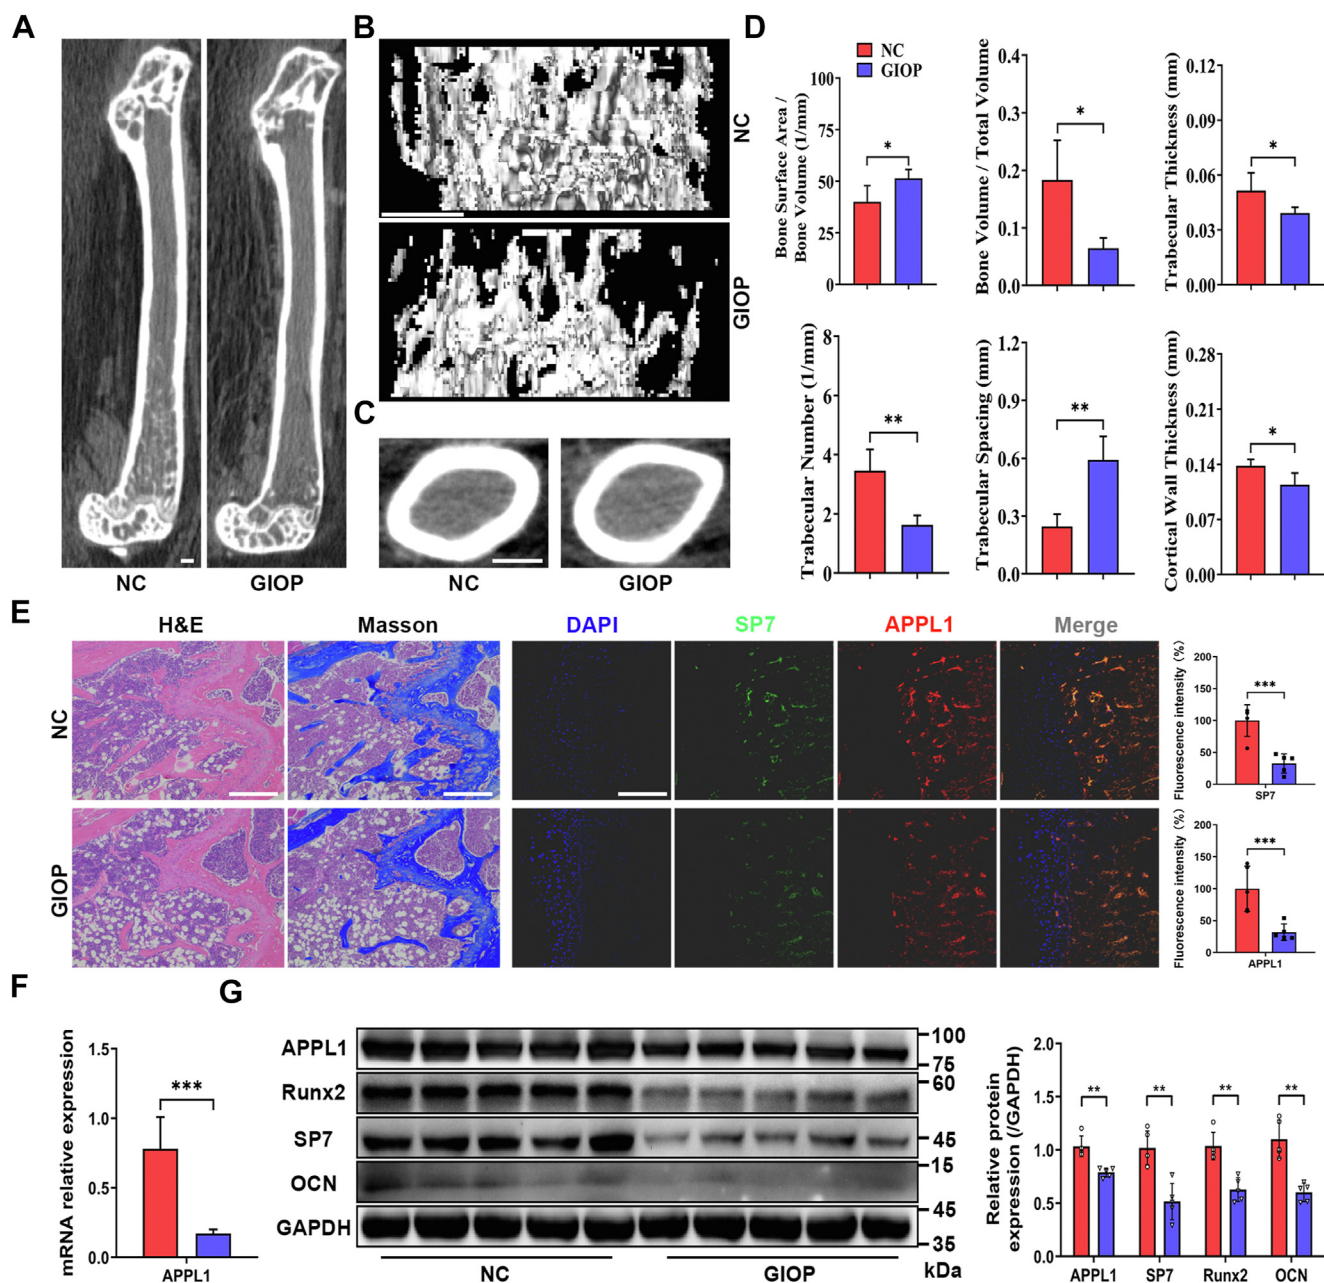 A
NC
GIOP
B
NC
GIOP
C
NC
GIOP
D
NC
GIOP
Bone Surface Area /
Bone Volume (1/mm)
100
75
50
25
0
*
Bone Volume / Total Volume
0.4
0.3
0.2
0.1
0.0
*
Trabecular Thickness (mm)
0.12
0.09
0.06
0.03
0.00
*
Trabecular Number (1/mm)
8
6
4
2
0
**
Trabecular Spacing (mm)
1.2
0.9
0.6
0.3
0.0
**
Cortical Wall Thickness (mm)
0.28
0.21
0.14
0.07
0.00
*
E
H&E
Masson
DAPI
SP7
APPL1
Merge
NC
GIOP
Fluorescence intensity (%)
200
150
100
50
0
***
SP7
Fluorescence intensity (%)
200
150
100
50
0
***
APPL1
F
mRNA relative expression
1.5
1.0
0.5
0.0
***
APPL1
G
APPL1
Runx2
SP7
OCN
GAPDH
100
75
60
45
15
45
35
kDa
NC
GIOP
Relative protein
expression (/GAPDH)
2.0
1.5
1.0
0.5
0.0
**
**
**
**
APPL1
SP7
Runx2
OCN